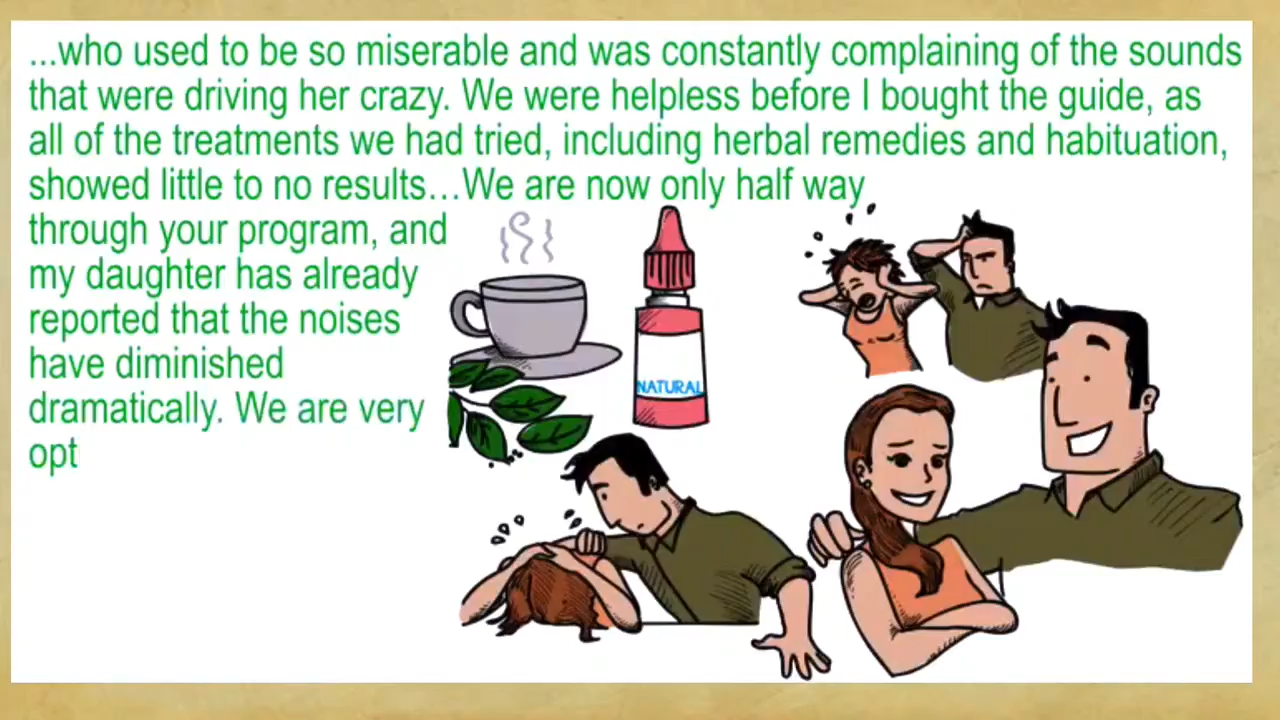 ...who used to be so miserable and was constantly complaining of the sounds
that were driving her crazy. We were helpless before I bought the guide, as
all of the treatments we had tried, including herbal remedies and habituation,
showed little to no results...We are now only half way
through your program, and
my daughter has already
reported that the noises
have diminished
dramatically. We are very
opt
NATURAL